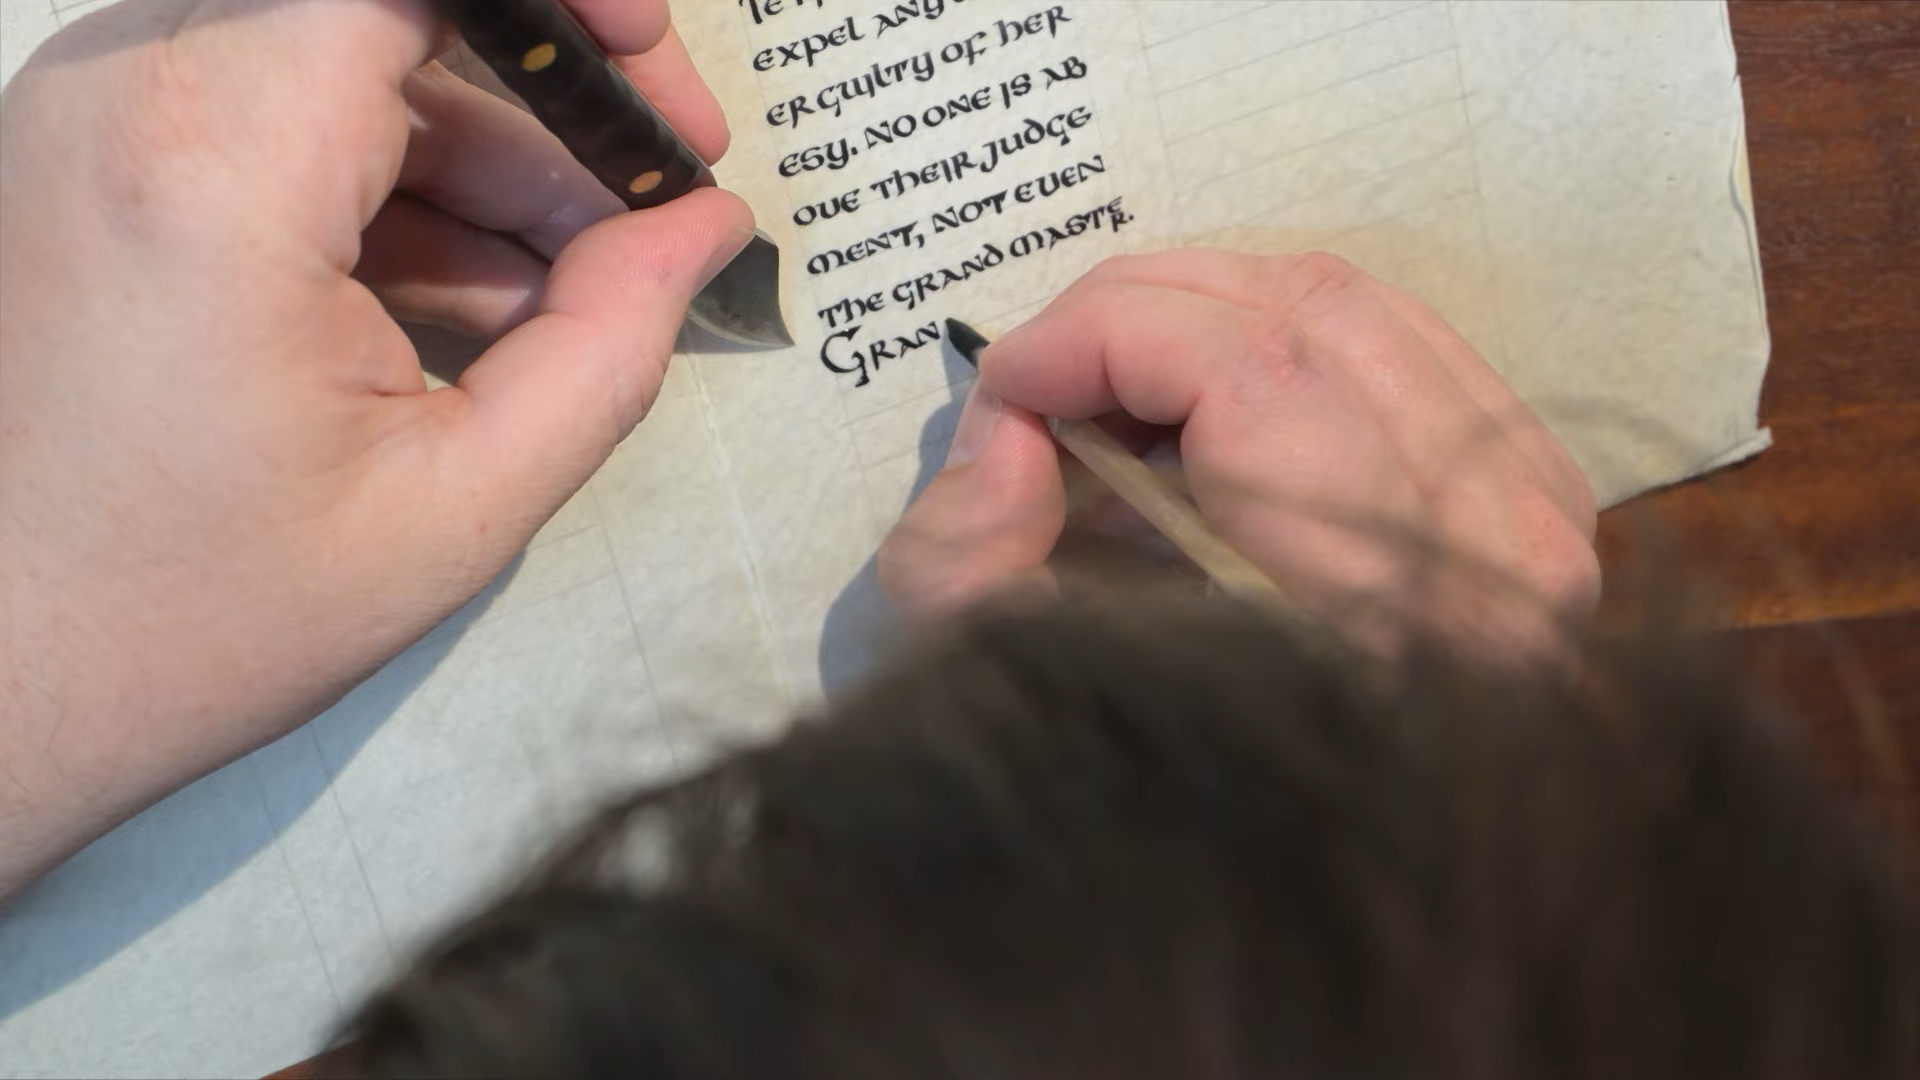 expel any
er guilty of her
esy. No one is ab
ove their judge
ment, not even
the grand master.
Gran